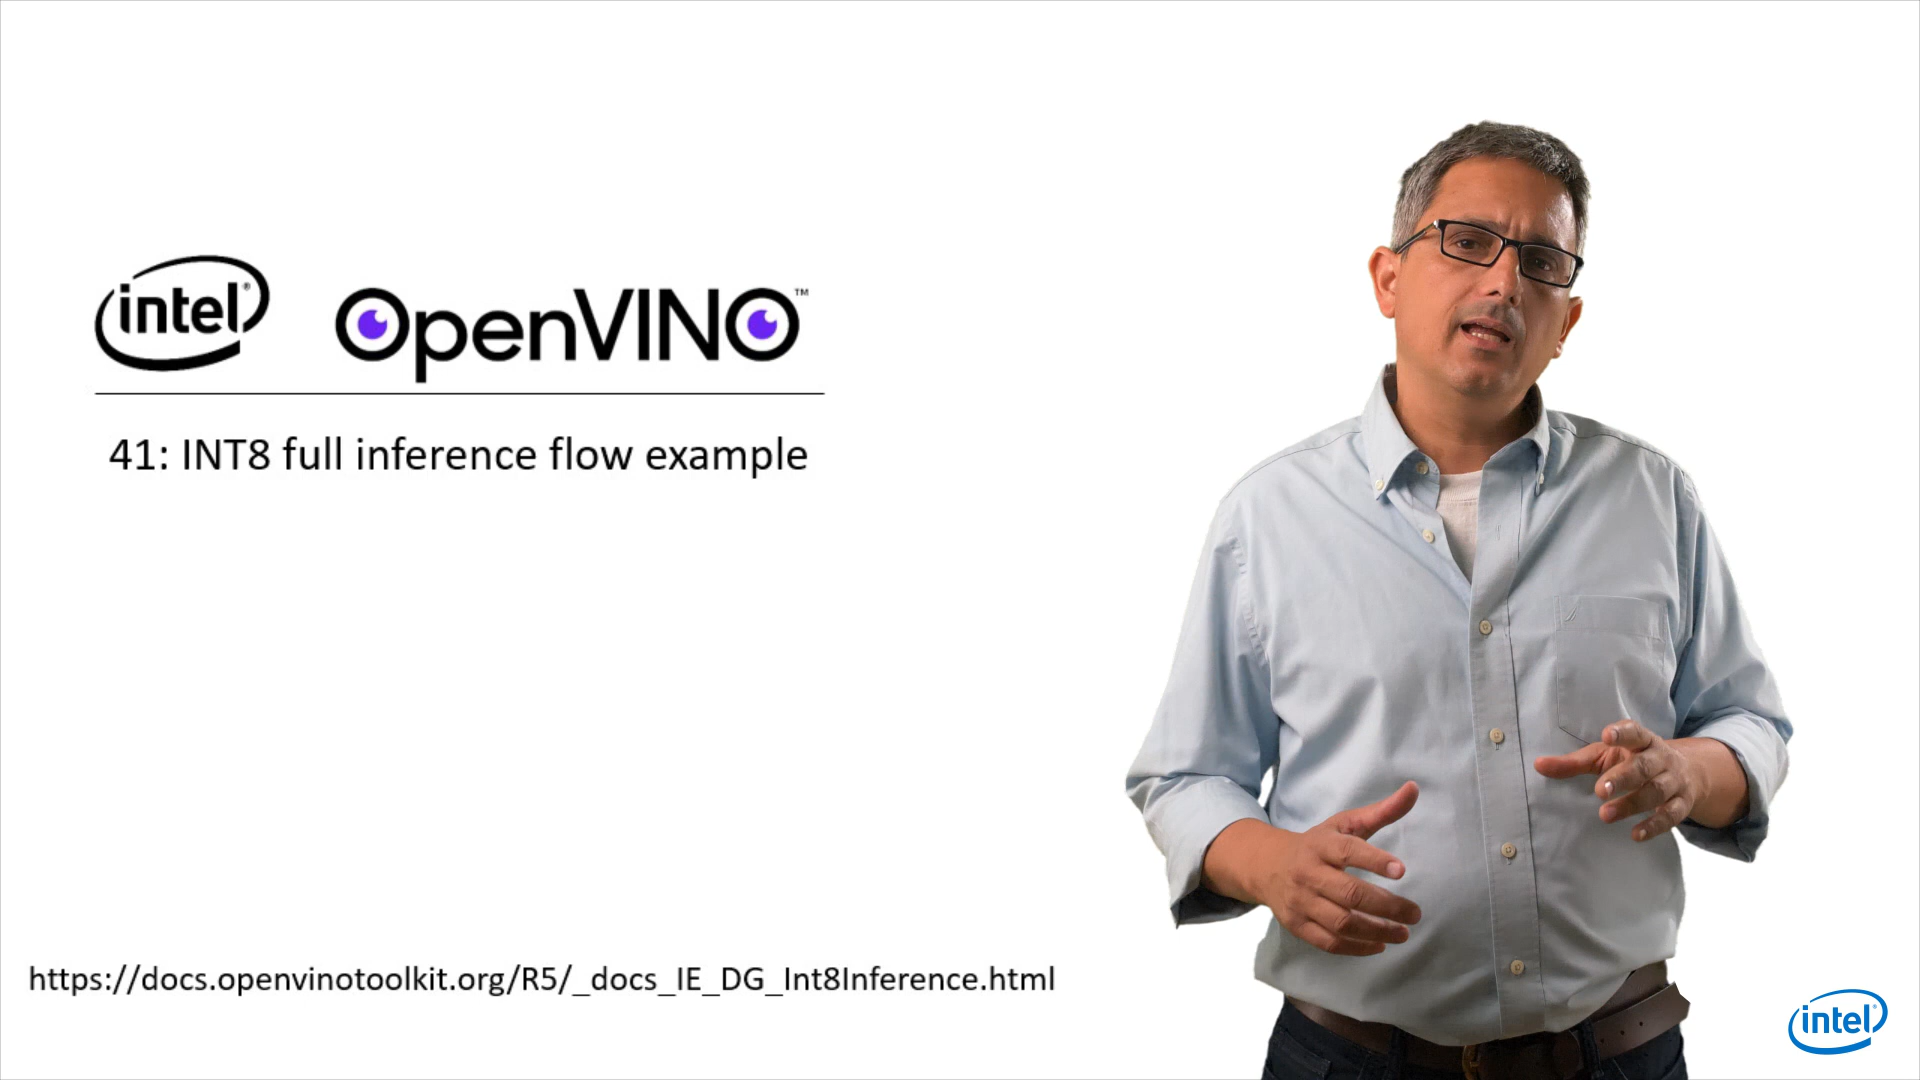 intel®
OpenVINO™
41: INT8 full inference flow example
https://docs.openvinotoolkit.org/R5/_docs_IE_DG_Int8Inference.html
intel®